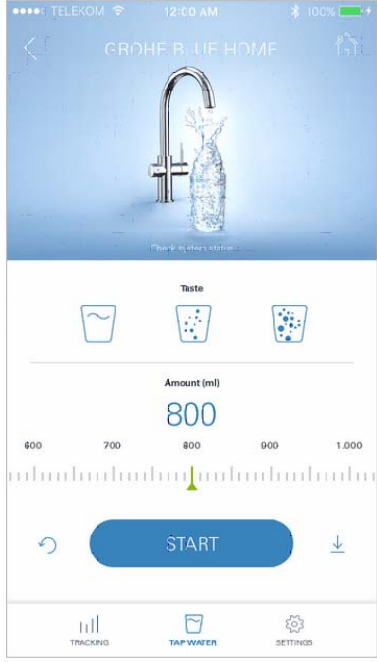 TELEKOM 12:00 AM 100%
GROHE BLUE HOME
Check system status
Taste
Amount (ml)
800
600 700 800 900 1.000
START
TRACKING TAP WATER SETTINGS